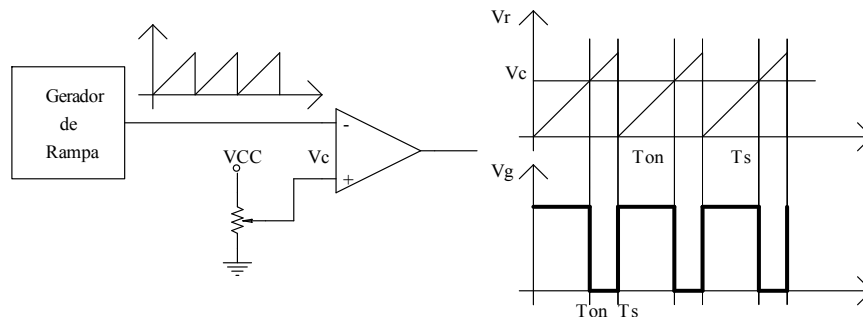 Gerador
de
Rampa
VCC
Vc
-
+
Vr
Vc
Ton Ts
Vg
Ton Ts